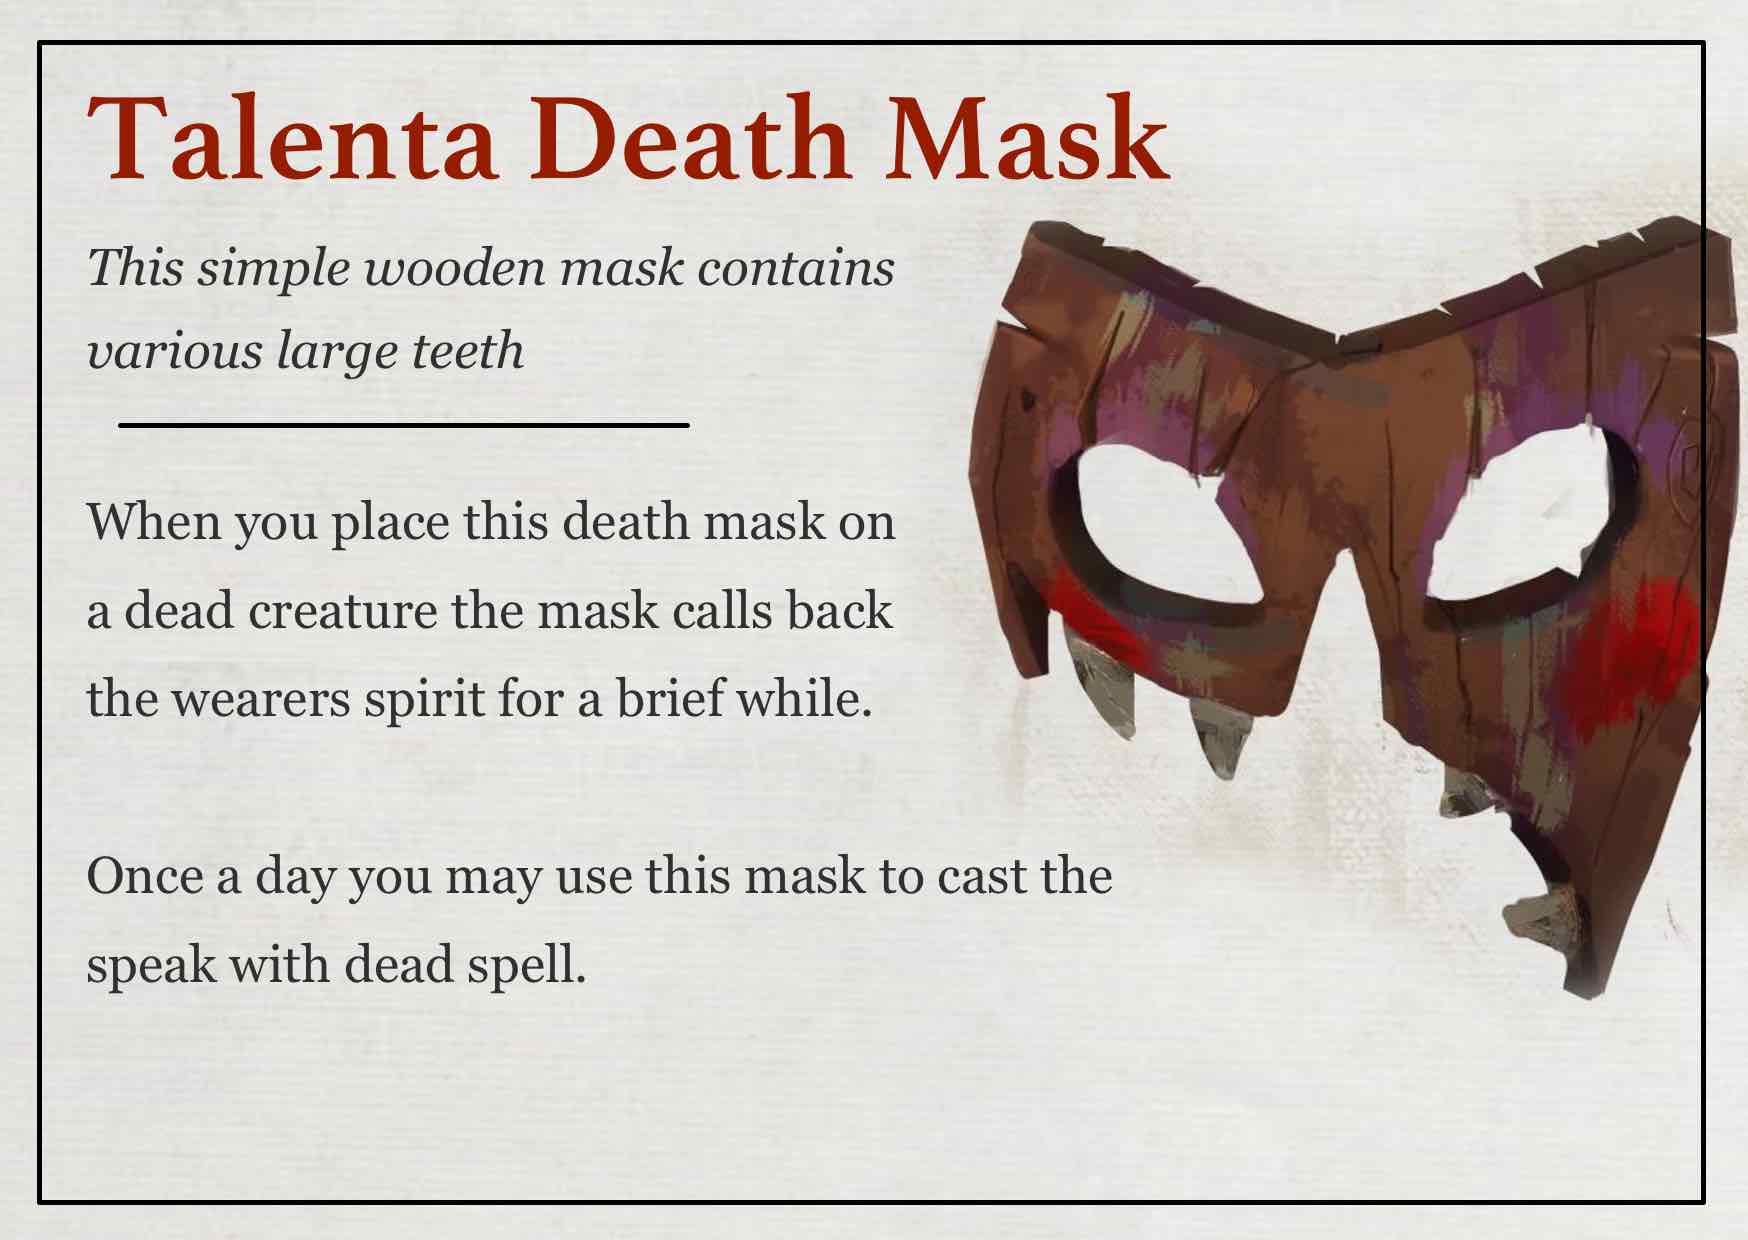 Talenta Death Mask
This simple wooden mask contains
various large teeth
When you place this death mask on
a dead creature the mask calls back
the wearers spirit for a brief while.
Once a day you may use this mask to cast the
speak with dead spell.